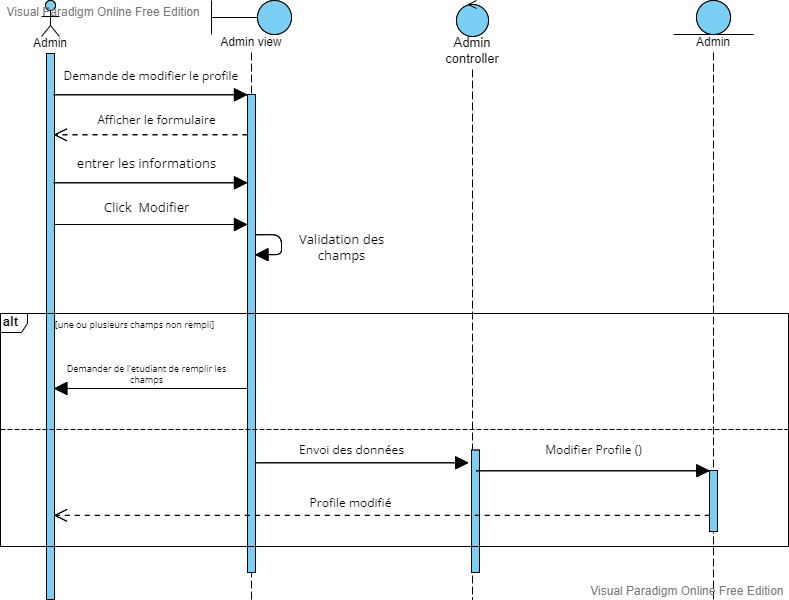 Visual Paradigm Online Free Edition
Admin
Admin view
Admin
controller
Admin
Demande de modifier le profile
Afficher le formulaire
entrer les informations
Click Modifier
Validation des
champs
alt
[une ou plusieurs champs non rempli]
Demander de l'etudiant de remplir les
champs
Envoi des données
Modifier Profile ()
Profile modifié
Visual Paradigm Online Free Edition